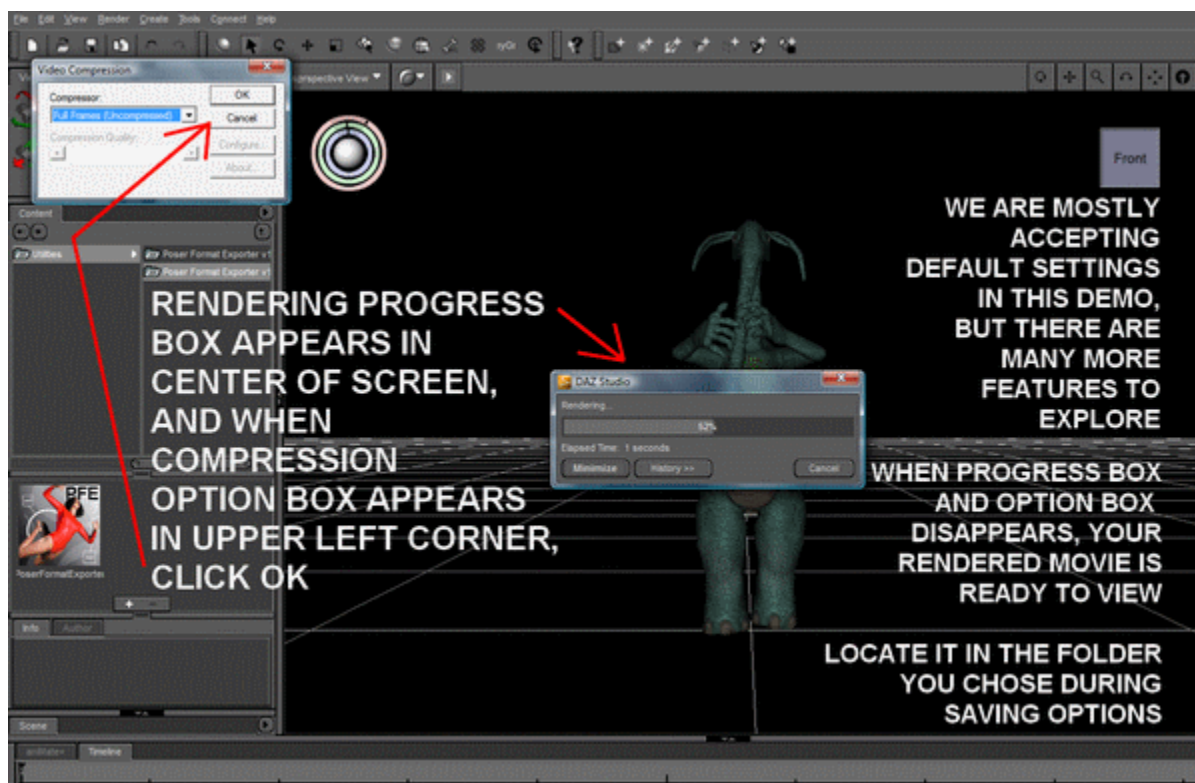 File Edit View Render Create Tools Connect Help
Video Compression
Compressor:
Full Frames (Uncompressed)
OK
Cancel
Compression Quality:
Configure...
About...
Perspective View
Front
Content
Utilities
Poser Format Exporter v1
Poser Format Exporter v1
WE ARE MOSTLY
ACCEPTING
DEFAULT SETTINGS
IN THIS DEMO,
BUT THERE ARE
MANY MORE
FEATURES TO
EXPLORE
RENDERING PROGRESS
BOX APPEARS IN
CENTER OF SCREEN,
AND WHEN
COMPRESSION
OPTION BOX APPEARS
IN UPPER LEFT CORNER,
CLICK OK
DAZ Studio
Rendering...
52%
Elapsed Time: 1 seconds
Minimize
History >>
Cancel
WHEN PROGRESS BOX
AND OPTION BOX
DISAPPEARS, YOUR
RENDERED MOVIE IS
READY TO VIEW
LOCATE IT IN THE FOLDER
YOU CHOSE DURING
SAVING OPTIONS
PFE
PoserFormatExporter
Info Author
Scene
animate+ Timeline